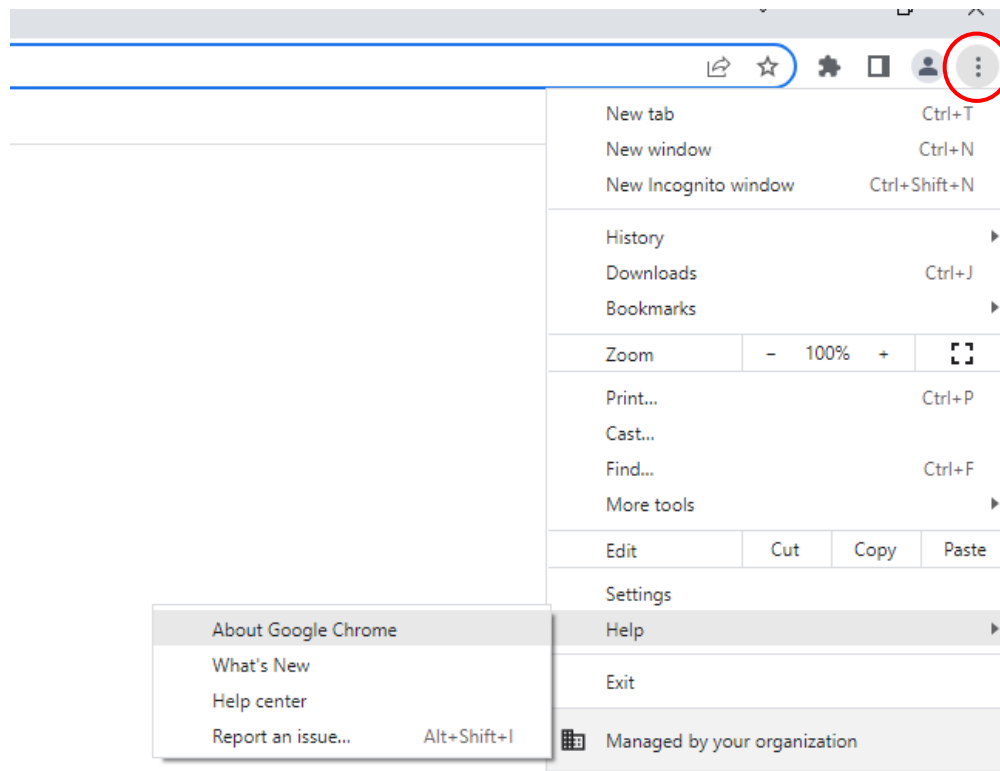 New tab Ctrl+T
New window Ctrl+N
New Incognito window Ctrl+Shift+N
History
Downloads Ctrl+J
Bookmarks
Zoom - 100% +
Print... Ctrl+P
Cast...
Find... Ctrl+F
More tools
Edit Cut Copy Paste
Settings
Help
Exit
Managed by your organization
About Google Chrome
What's New
Help center
Report an issue... Alt+Shift+I